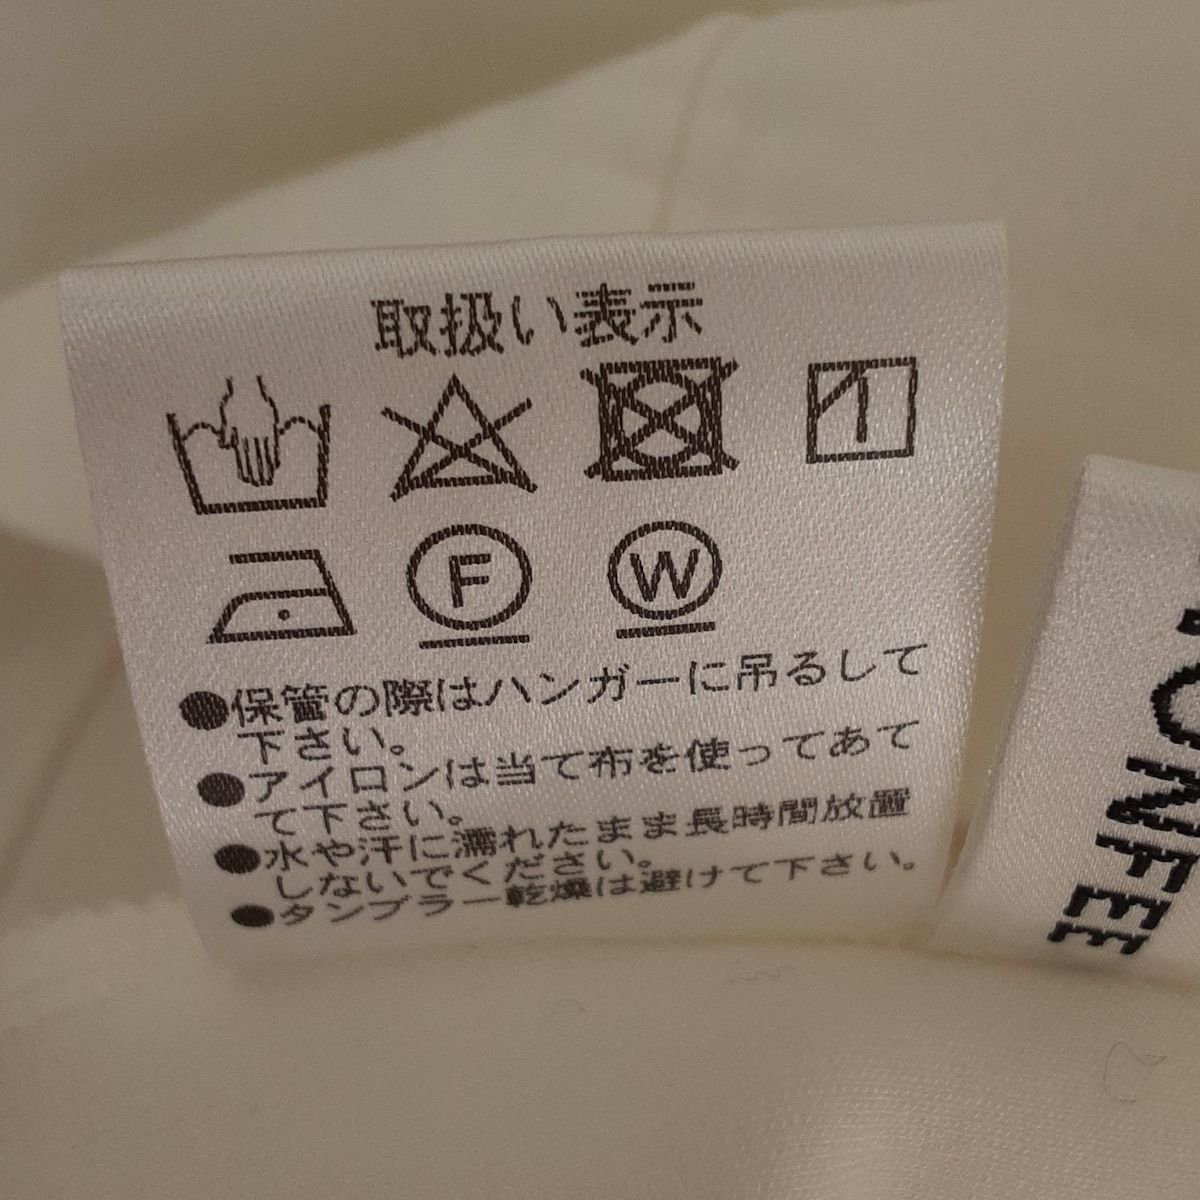 取扱い表示
F
W
●保管の際はハンガーに吊るして
下さい。
●アイロンは当て布を使ってあて
て下さい。
●水や汗に濡れたまま長時間放置
しないでください。
●タンブラー乾燥は避けて下さい。